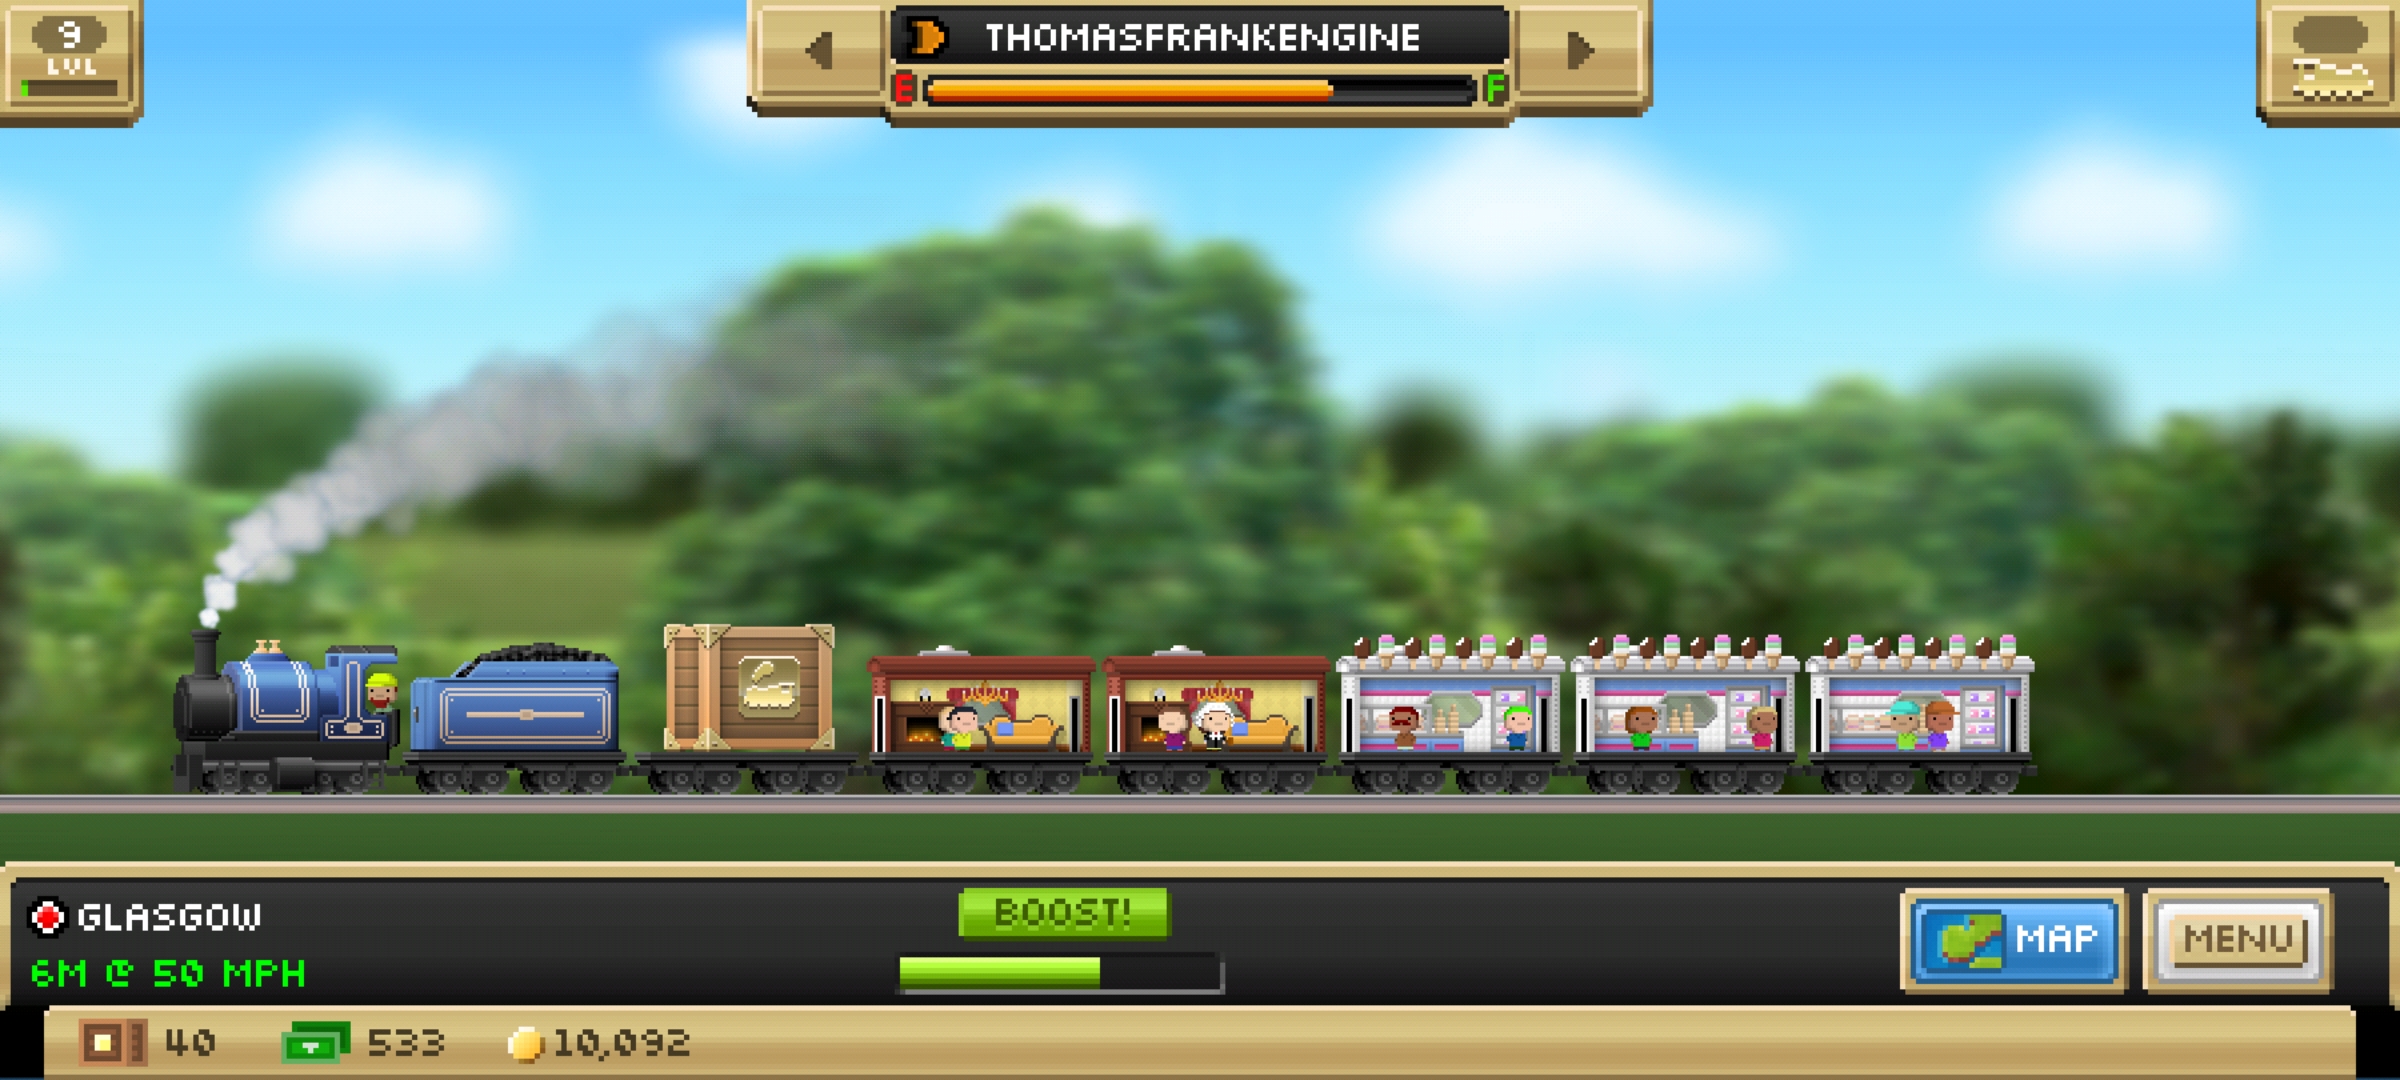 9
LVL
THOMASFRANKENGINE
E F
GLASGOW
6M @ 50 MPH
BOOST!
MAP
MENU
40 533 10,092